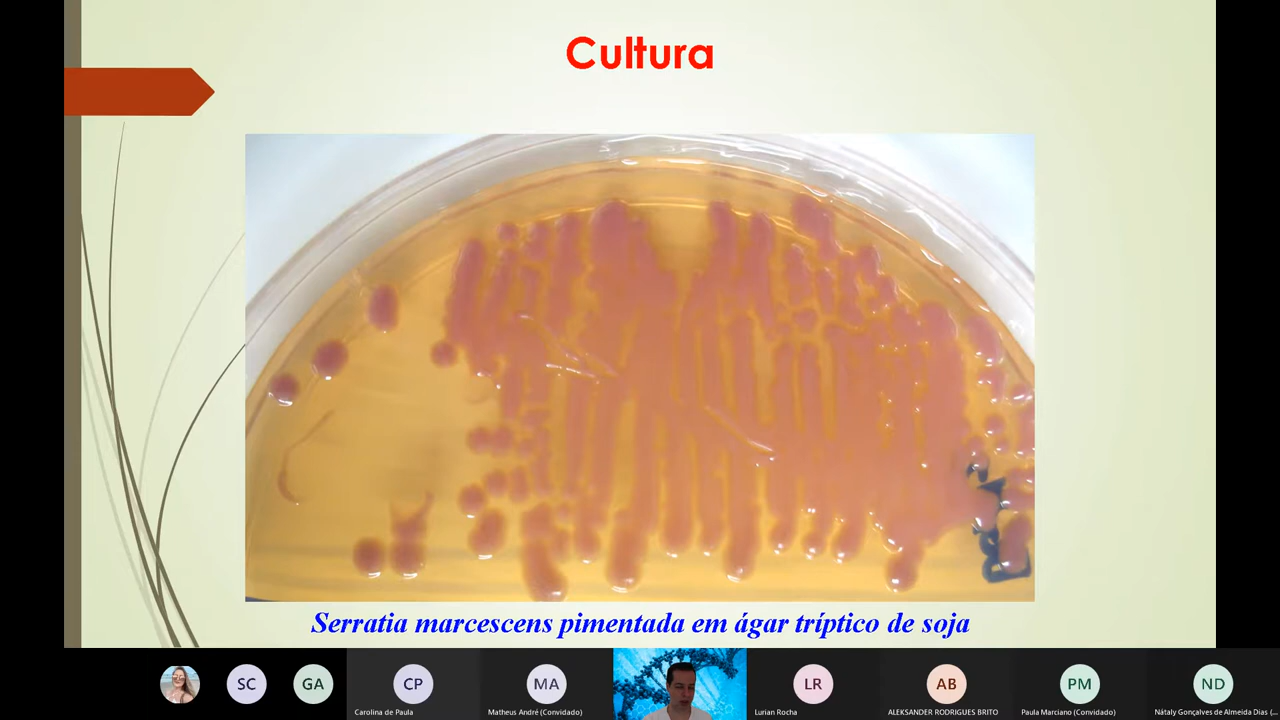 Cultura
Serratia marcescens pimentada em ágar tríptico de soja
SC
GA
CP
MA
LR
AB
PM
ND
Carolina de Paula
Matheus André (Convidado)
Lurian Rocha
ALEKSANDER RODRIGUES BRITO
Paula Marciano (Convidado)
Nátaly Gonçalves de Almeida Dias (...